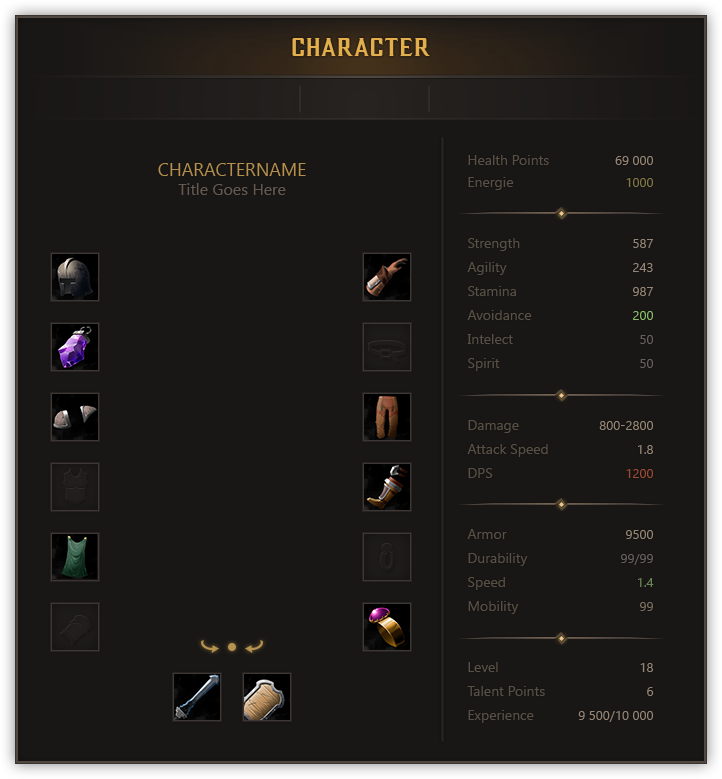 CHARACTER
CHARACTERNAME
Title Goes Here
Health Points 69 000
Energie 1000
Strength 587
Agility 243
Stamina 987
Avoidance 200
Intelect 50
Spirit 50
Damage 800-2800
Attack Speed 1.8
DPS 1200
Armor 9500
Durability 99/99
Speed 1.4
Mobility 99
Level 18
Talent Points 6
Experience 9 500/10 000